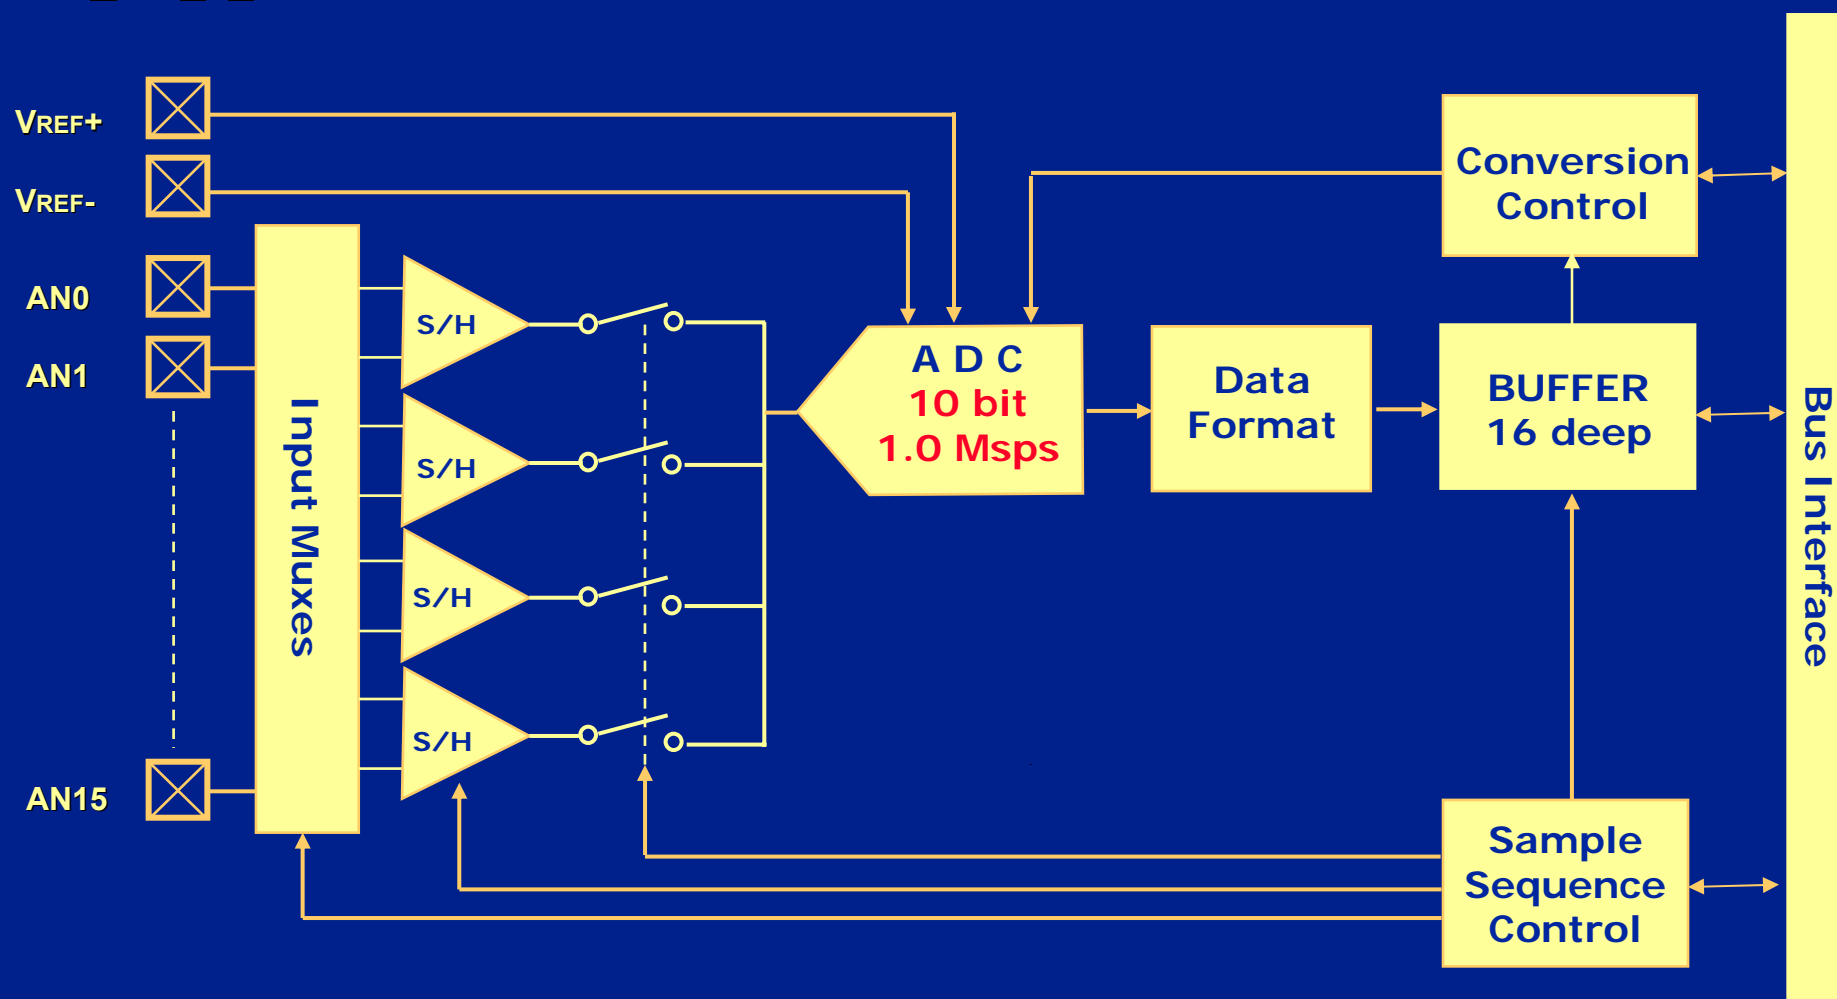 VREF+
VREF-
AN0
AN1
AN15
Input Muxes
S/H
S/H
S/H
S/H
A D C
10 bit
1.0 Msps
Data
Format
Conversion
Control
BUFFER
16 deep
Sample
Sequence
Control
Bus Interface